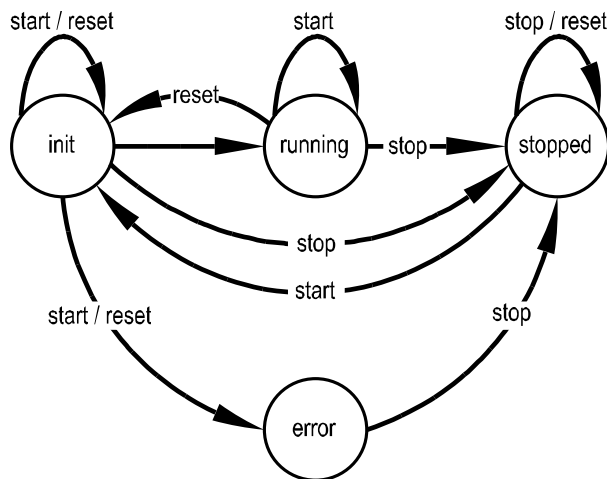 start / reset
start
stop / reset
reset
init
running
stop
stopped
stop
start
start / reset
stop
error